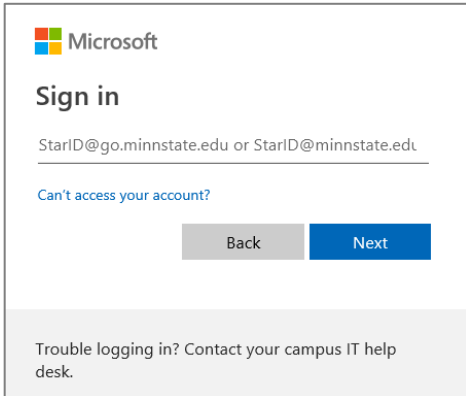 Microsoft
Sign in
StarID@go.minnstate.edu or StarID@minnstate.edu
Can't access your account?
Back
Next
Trouble logging in? Contact your campus IT help
desk.